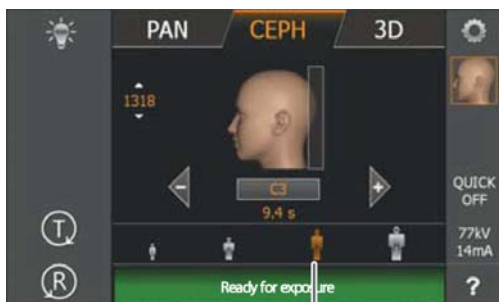 PAN CEPH 3D
1318
C3
9,4 s
QUICK
OFF
77kV
14mA
T
R
Ready for exposure
?